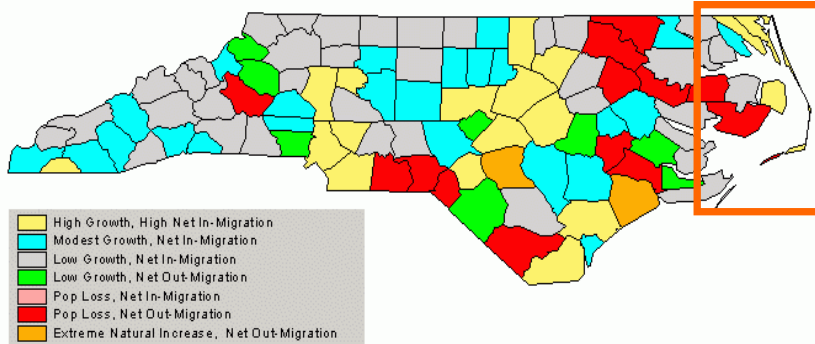 High Growth, High Net In-Migration
Modest Growth, Net In-Migration
Low Growth, Net In-Migration
Low Growth, Net Out-Migration
Pop Loss, Net In-Migration
Pop Loss, Net Out-Migration
Extreme Natural Increase, Net Out-Migration